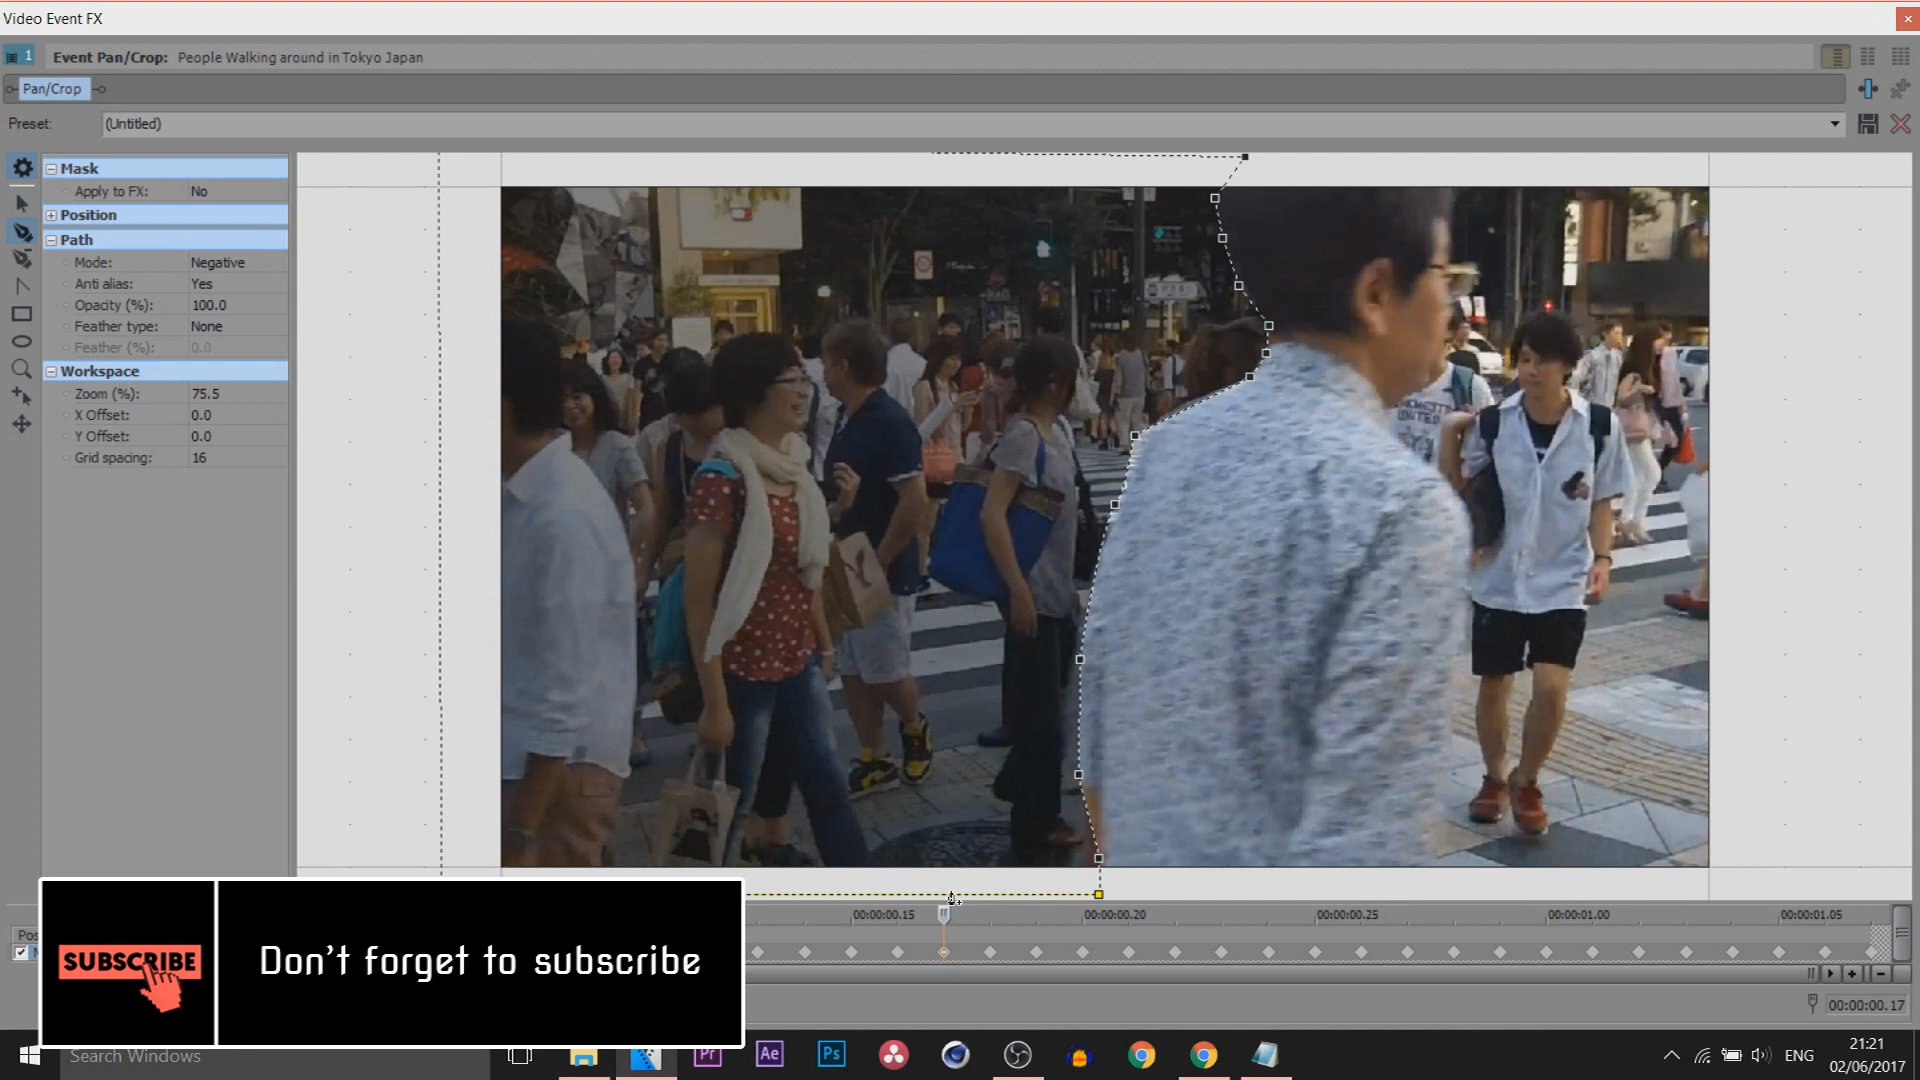 Video Event FX
1
Event Pan/Crop: People Walking around in Tokyo Japan
Pan/Crop
Preset: (Untitled)
Mask
Apply to FX: No
Position
Path
Mode: Negative
Anti alias: Yes
Opacity (%): 100.0
Feather type: None
Feather (%): 0.0
Workspace
Zoom (%): 75.5
X Offset: 0.0
Y Offset: 0.0
Grid spacing: 16
00:00:00.15
00:00:00.20
00:00:00.25
00:00:01.00
00:00:01.05
SUBSCRIBE
Don't forget to subscribe
00:00:00.17
Search Windows
Pr
Ae
Ps
ENG
21:21
02/06/2017